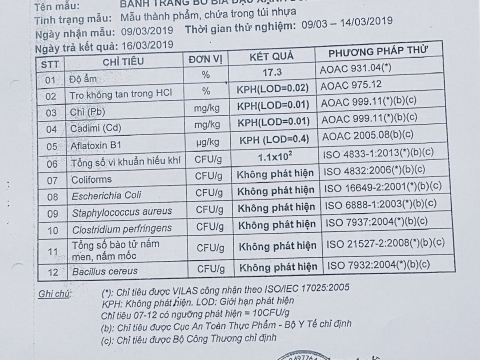 Tên mẫu: BÁNH TRÁNG BÒ BÍA
Tình trạng mẫu: Mẫu thành phẩm, chứa trong túi nhựa
Ngày nhận mẫu: 09/03/2019 Thời gian thử nghiệm: 09/03 – 14/03/2019
Ngày trả kết quả: 16/03/2019
STT CHỈ TIÊU ĐƠN VỊ KẾT QUẢ PHƯƠNG PHÁP THỬ
01 Độ ẩm % 17.3 AOAC 931.04(*)
02 Tro không tan trong HCl % KPH(LOD=0.02) AOAC 975.12
03 Chì (Pb) mg/kg KPH(LOD=0.01) AOAC 999.11(*)(b)(c)
04 Cadimi (Cd) mg/kg KPH(LOD=0.01) AOAC 999.11(*)(b)(c)
05 Aflatoxin B1 µg/kg KPH (LOD=0.4) AOAC 2005.08(b)(c)
06 Tổng số vi khuẩn hiếu khí CFU/g 1.1x10² ISO 4833-1:2013(*)(b)(c)
07 Coliforms CFU/g Không phát hiện ISO 4832:2006(*)(b)(c)
08 Escherichia Coli CFU/g Không phát hiện ISO 16649-2:2001(*)(b)(c)
09 Staphylococcus aureus CFU/g Không phát hiện ISO 6888-1:2003(*)(b)(c)
10 Clostridium perfringens CFU/g Không phát hiện ISO 7937:2004(*)(b)(c)
11 Tổng số bào tử nấm men, nấm mốc CFU/g Không phát hiện ISO 21527-2:2008(*)(b)(c)
12 Bacillus cereus CFU/g Không phát hiện ISO 7932:2004(*)(b)(c)
Ghi chú: (*): Chỉ tiêu được VILAS công nhận theo ISO/IEC 17025:2005
KPH: Không phát hiện. LOD: Giới hạn phát hiện
Chỉ tiêu 07-12 có ngưỡng phát hiện = 10CFU/g
(b): Chỉ tiêu được Cục An Toàn Thực Phẩm - Bộ Y Tế chỉ định
(c): Chỉ tiêu được Bộ Công Thương chỉ định